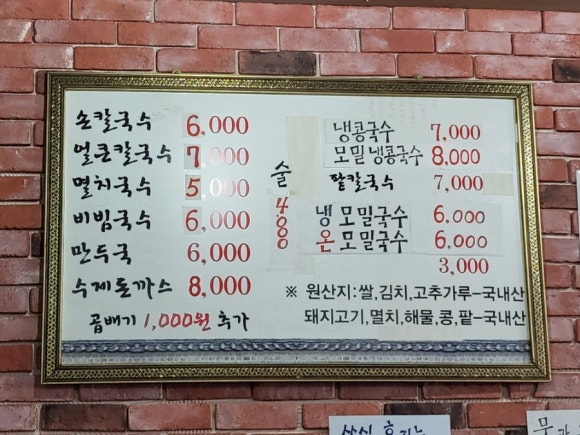 손칼국수 6,000
얼큰칼국수 7,000
멸치국수 5,000
비빔국수 6,000
만두국 6,000
수제돈까스 8,000
곱배기 1,000원 추가
술 4000
냉콩국수 7,000
모밀냉콩국수 8,000
팥칼국수 7,000
냉 모밀국수 6.000
온 모밀국수 6.000
3,000
※ 원산지:쌀,김치,고추가루-국내산
돼지고기,멸치,해물,콩,팥-국내산